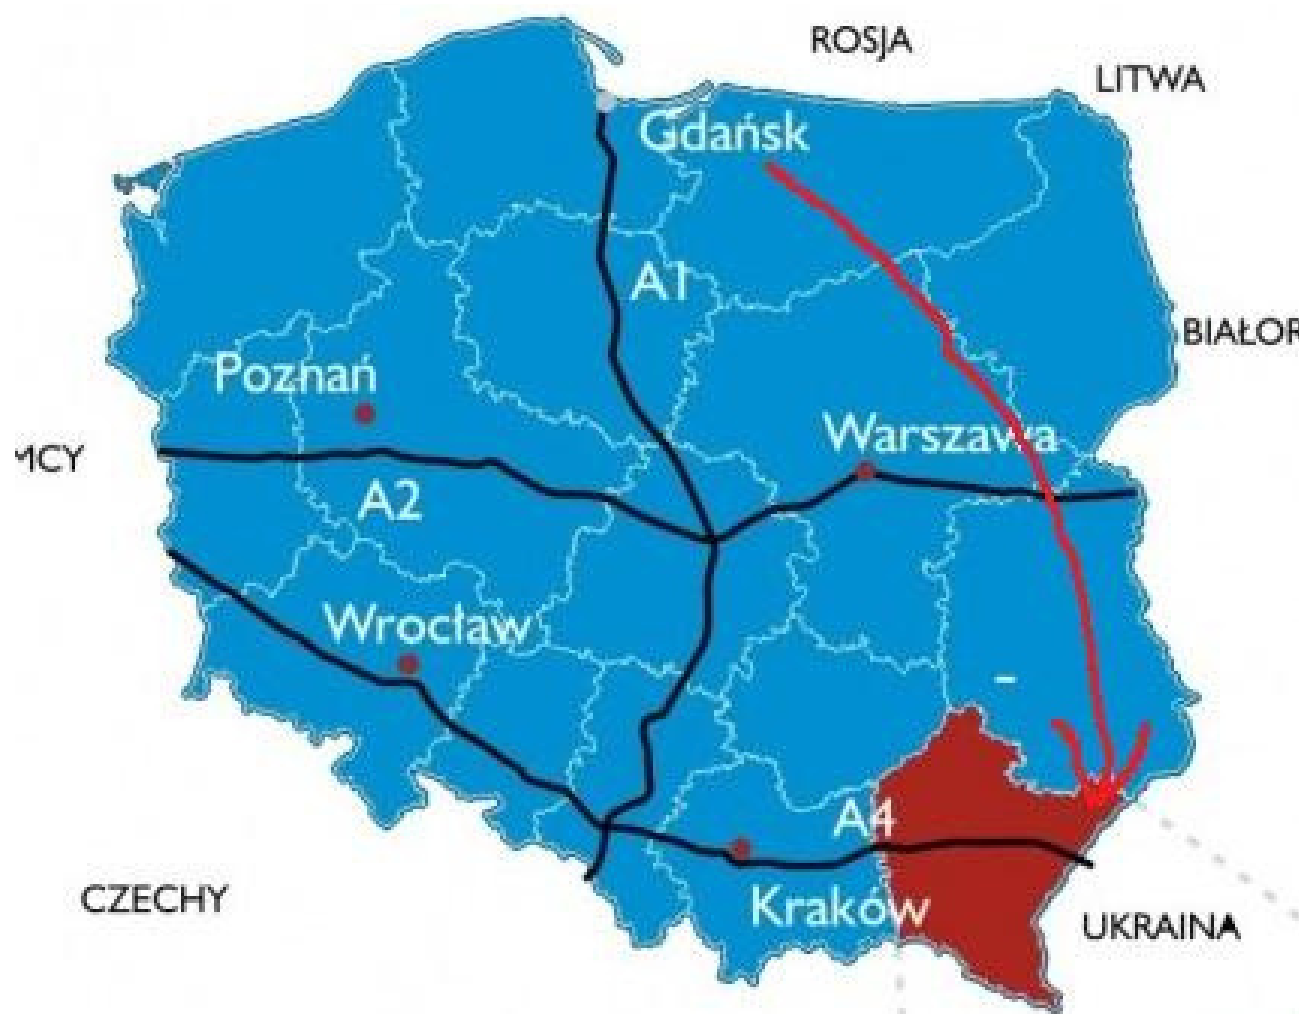 ROSJA
LITWA
Gdańsk
A1
BIAŁOR
Poznań
Warszawa
MCY
A2
Wrocław
A4
CZECHY
Kraków
UKRAINA